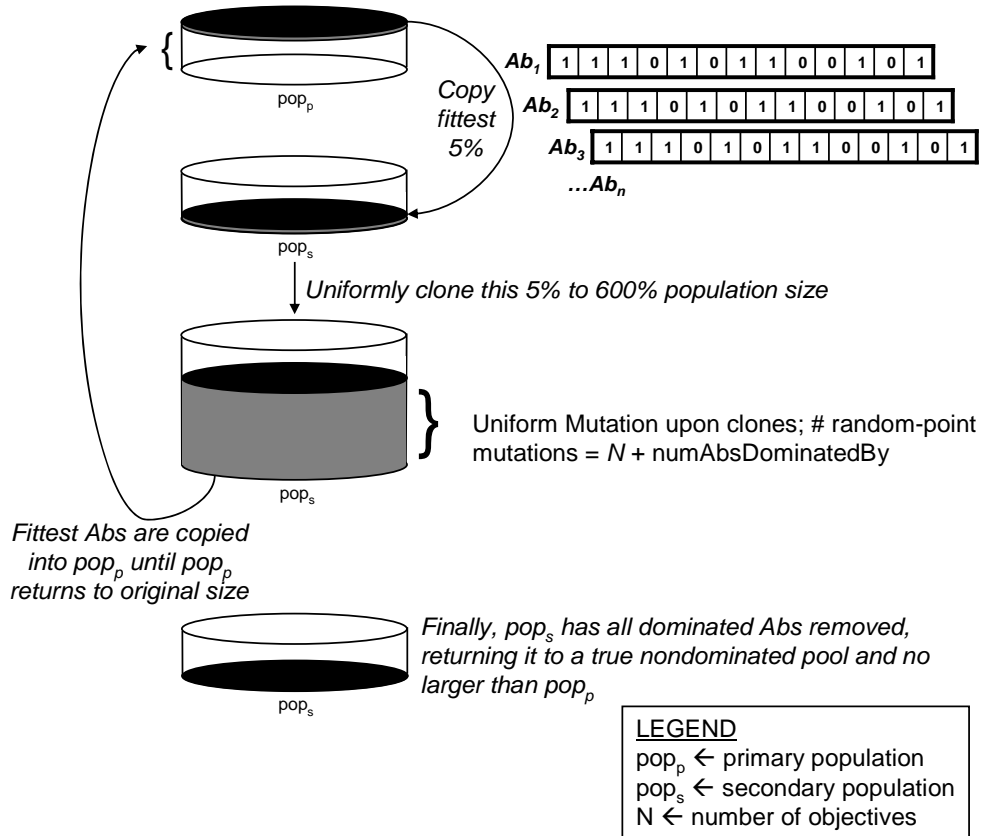 {
pop_p
Copy
fittest
5%
Ab_1 1 1 1 0 1 0 1 1 0 0 1 0 1
Ab_2 1 1 1 0 1 0 1 1 0 0 1 0 1
Ab_3 1 1 1 0 1 0 1 1 0 0 1 0 1
…Ab_n
pop_s
Uniformly clone this 5% to 600% population size
}
Uniform Mutation upon clones; # random-point
mutations = N + numAbsDominatedBy
pop_s
Fittest Abs are copied
into pop_p until pop_p
returns to original size
Finally, pop_s has all dominated Abs removed,
returning it to a true nondominated pool and no
larger than pop_p
pop_s
LEGEND
pop_p ← primary population
pop_s ← secondary population
N ← number of objectives